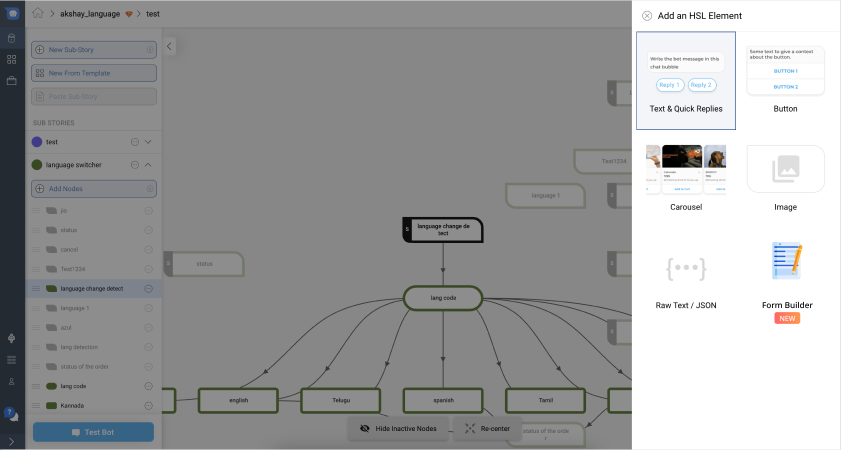 akshay_language
test
New Sub-Story
New From Template
Paste Sub-Story
SUB STORIES
test
language switcher
Add Nodes
jio
status
cancel
Test1234
language change detect
language 1
azul
lang detection
status of the order
lang code
Kannada
Test Bot
?
S
Test1234
language 1
S
language change de
tect
S
status
lang code
english
Telugu
spanish
Tamil
Hide Inactive Nodes
Re-center
status of the orde
r
Add an HSL Element
Write the bot message in this
chat bubble
Reply 1
Reply 2
Text & Quick Replies
Some text to give a context
about the button.
BUTTON 1
BUTTON 2
Button
Carousel
Image
{•••}
Raw Text / JSON
Form Builder
NEW